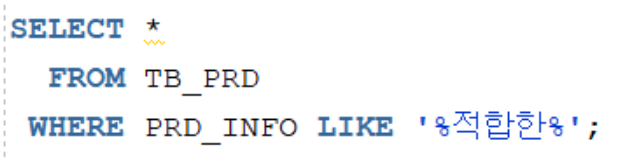 SELECT *
FROM TB_PRD
WHERE PRD_INFO LIKE '%적합한%';